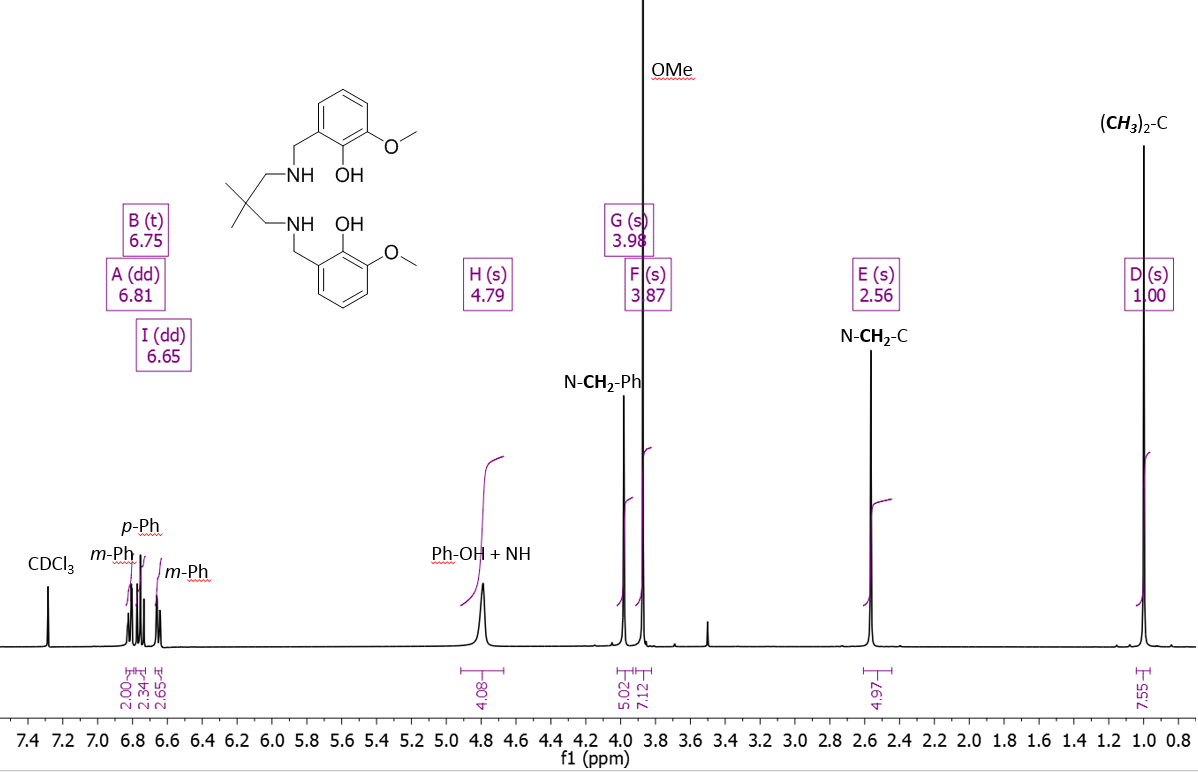 OMe
(CH3)2-C
O
NH
OH
NH
OH
O
B (t)
6.75
G (s)
3.98
A (dd)
6.81
H (s)
4.79
F (s)
3.87
E (s)
2.56
D (s)
1.00
I (dd)
6.65
N-CH2-C
N-CH2-Ph
p-Ph
m-Ph
Ph-OH + NH
CDCl3
m-Ph
2.00
2.34
2.65
4.08
5.02
7.12
4.97
7.55
7.4 7.2 7.0 6.8 6.6 6.4 6.2 6.0 5.8 5.6 5.4 5.2 5.0 4.8 4.6 4.4 4.2 4.0 3.8 3.6 3.4 3.2 3.0 2.8 2.6 2.4 2.2 2.0 1.8 1.6 1.4 1.2 1.0 0.8
f1 (ppm)